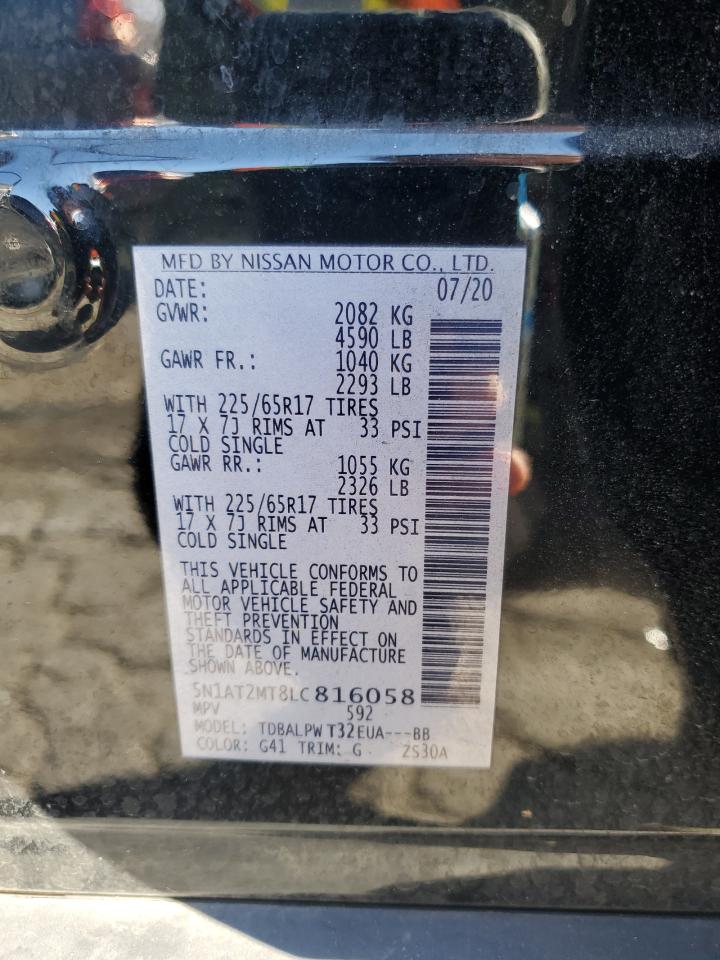 MFD BY NISSAN MOTOR CO., LTD.
DATE: 07/20
GVWR: 2082 KG
4590 LB
GAWR FR.: 1040 KG
2293 LB
WITH 225/65R17 TIRES
17 X 7J RIMS AT 33 PSI
COLD SINGLE
GAWR RR.: 1055 KG
2326 LB
WITH 225/65R17 TIRES
17 X 7J RIMS AT 33 PSI
COLD SINGLE
THIS VEHICLE CONFORMS TO
ALL APPLICABLE FEDERAL
MOTOR VEHICLE SAFETY AND
THEFT PREVENTION
STANDARDS IN EFFECT ON
THE DATE OF MANUFACTURE
SHOWN ABOVE.
5N1AT2MT8LC816058
MPV 592
MODEL: TDBALPW T32EUA---BB
COLOR: G41 TRIM: G ZS30A